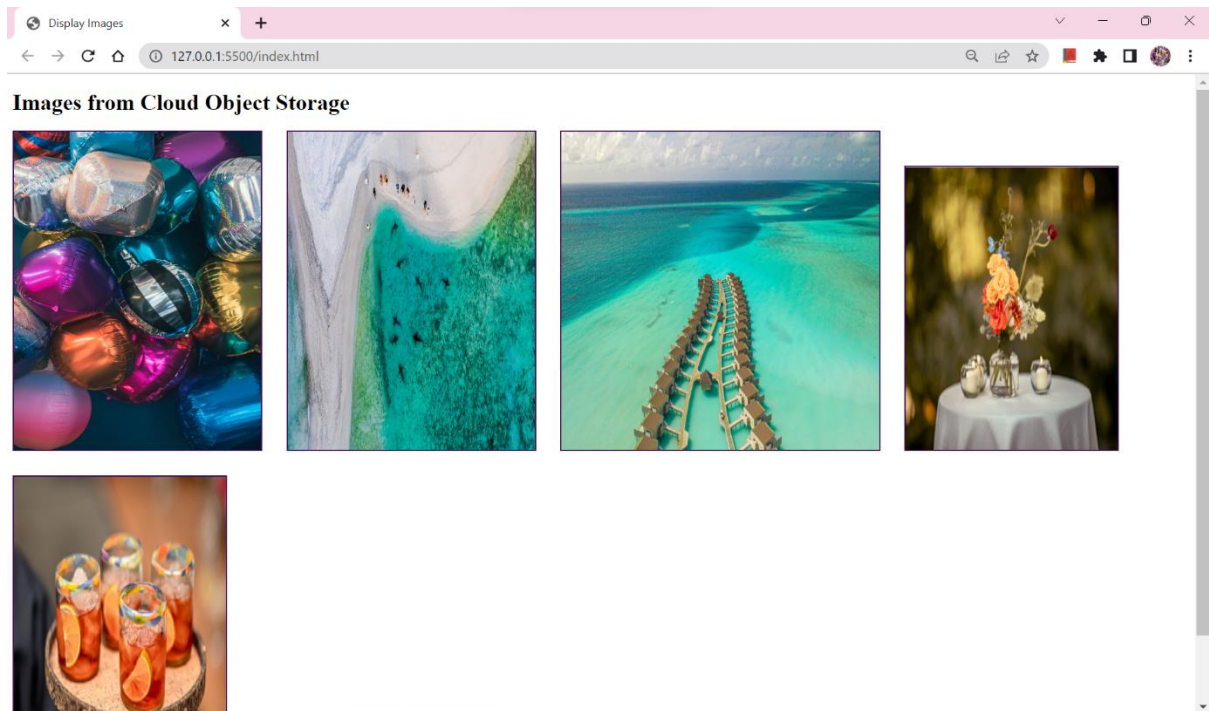 Display Images
127.0.0.1:5500/index.html
Images from Cloud Object Storage